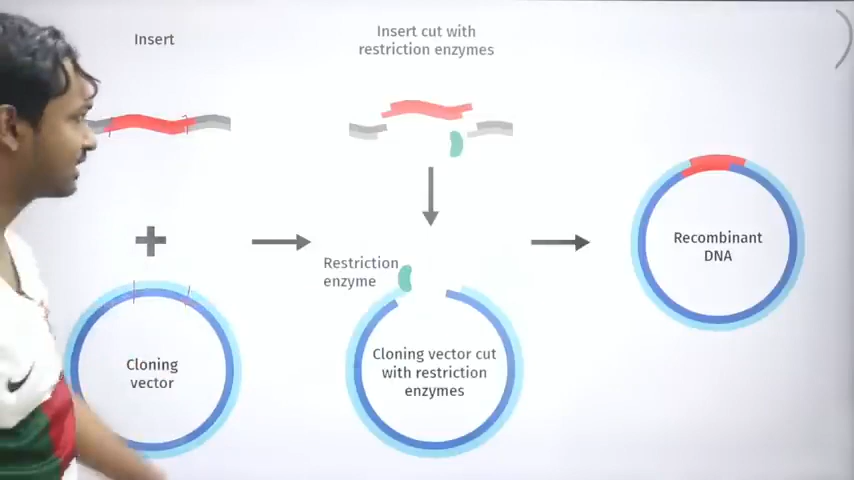 Insert
Insert cut with
restriction enzymes
Restriction
enzyme
Cloning
vector
Cloning vector cut
with restriction
enzymes
Recombinant
DNA